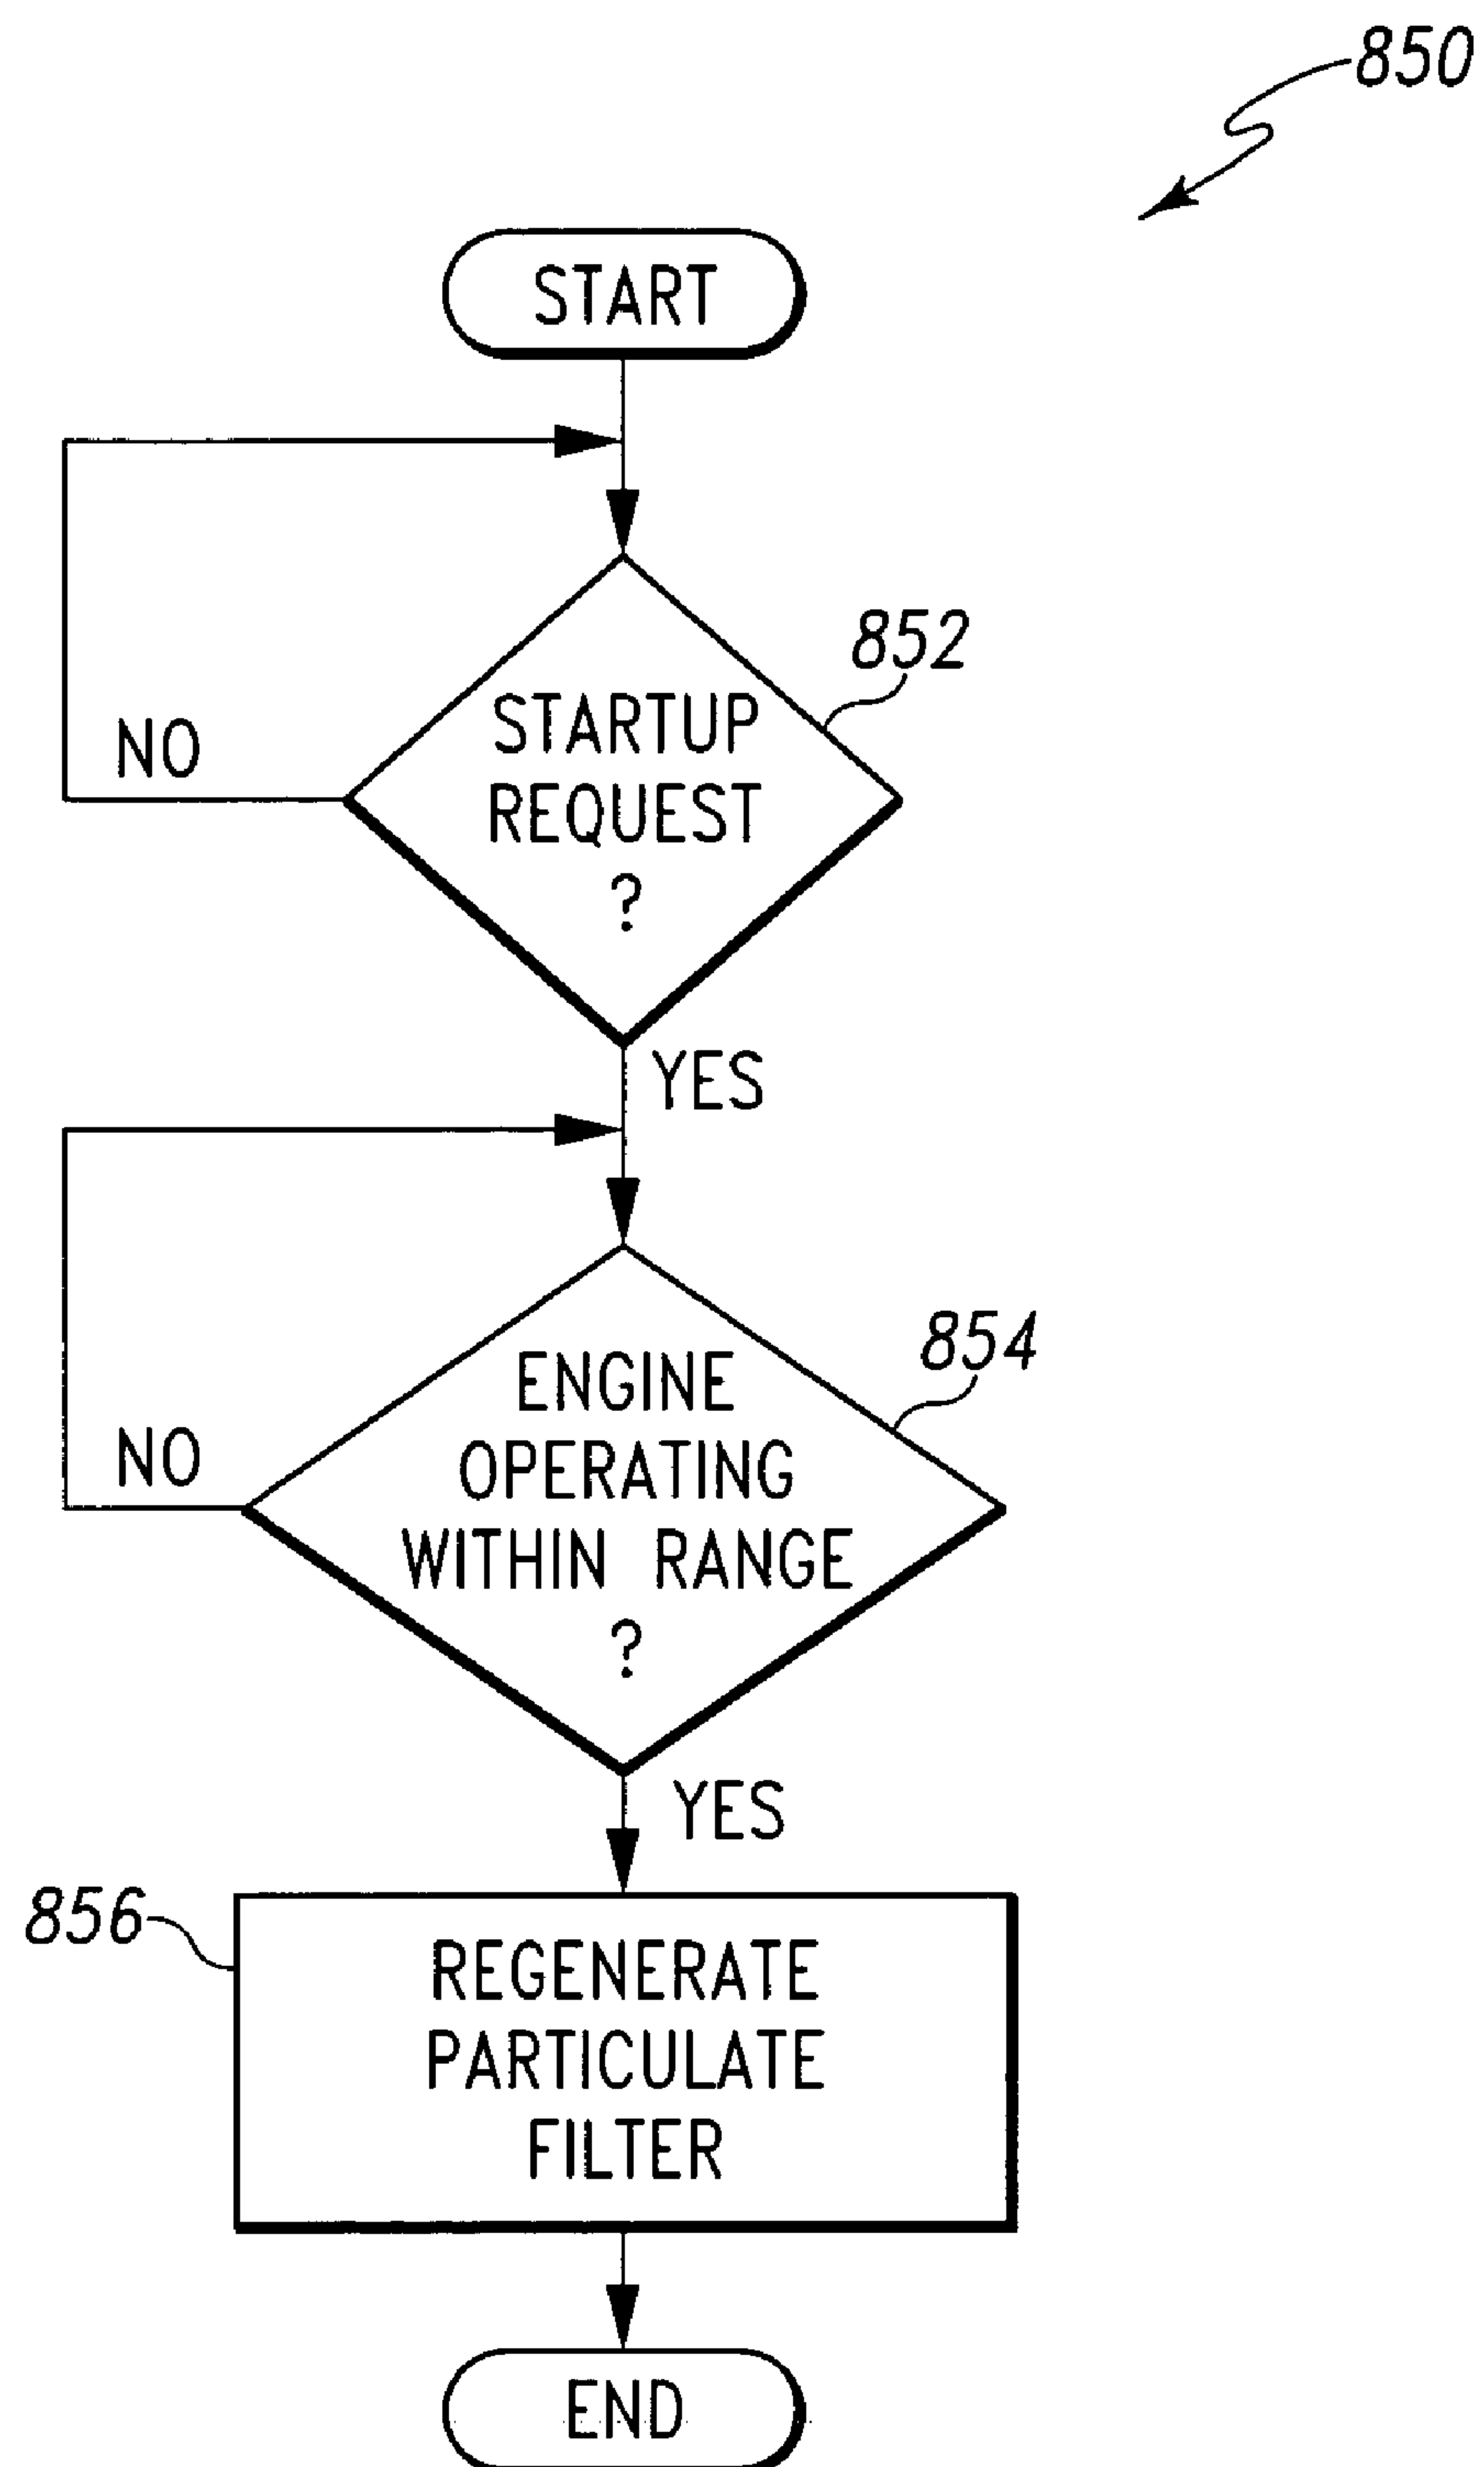 850
START
852
STARTUP
REQUEST
?
NO
YES
854
ENGINE
OPERATING
WITHIN RANGE
?
NO
YES
856
REGENERATE
PARTICULATE
FILTER
END